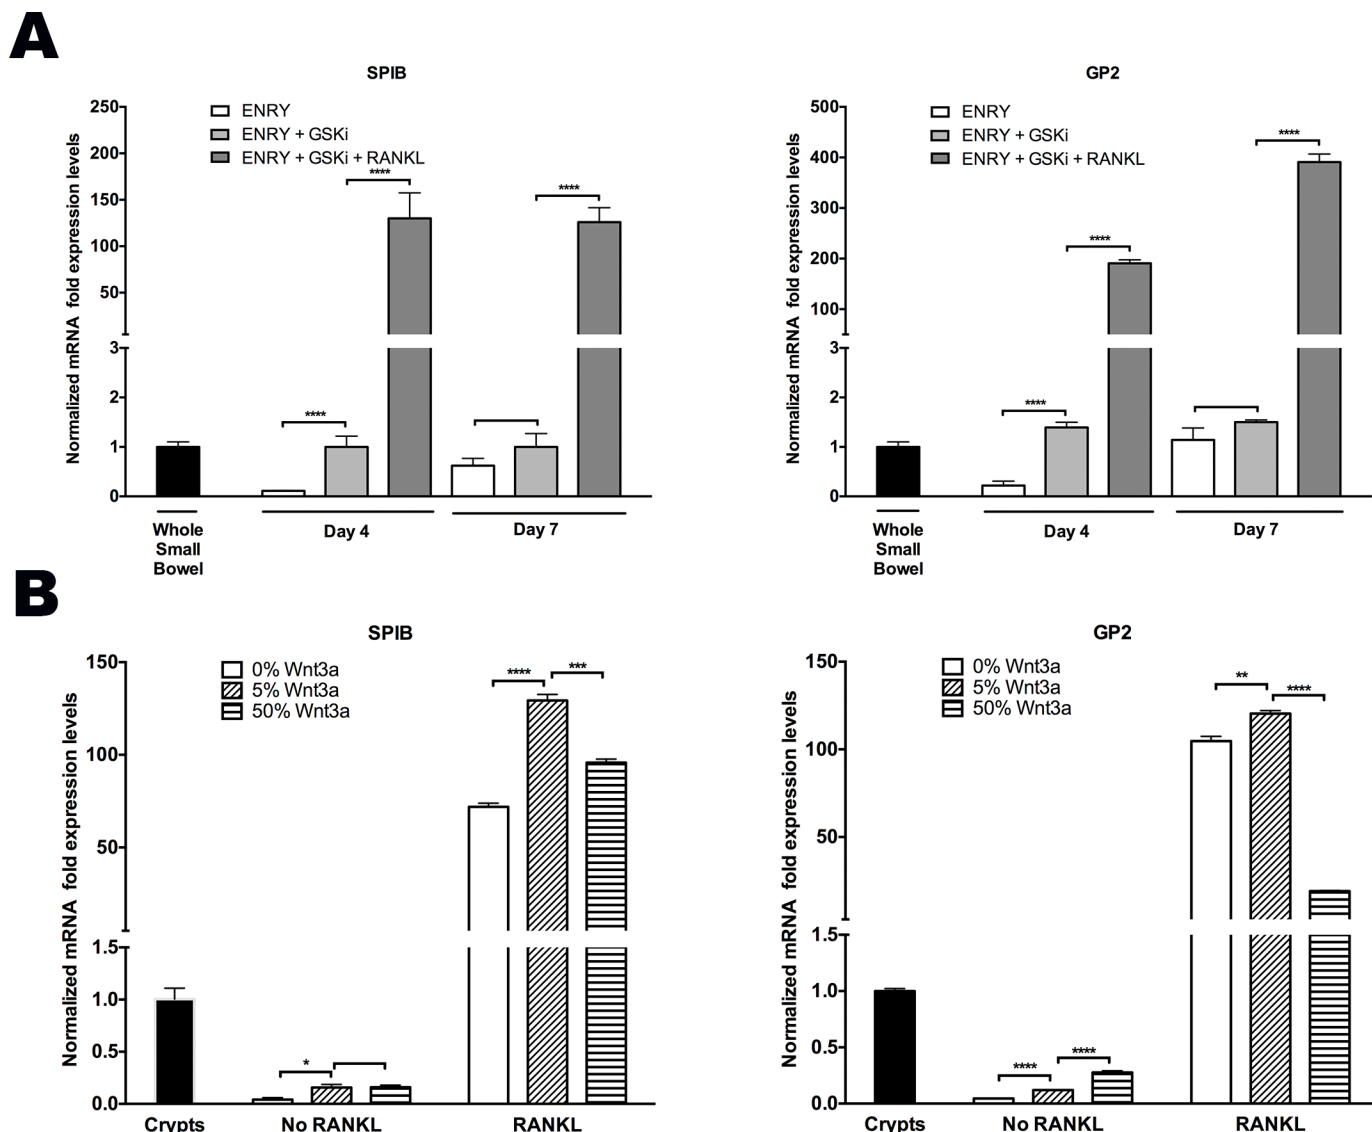 A
SPIB
ENRY
ENRY + GSKi
ENRY + GSKi + RANKL
Normalized mRNA fold expression levels
250
200
150
100
50
3
2
1
0
****
****
****
Whole
Small
Bowel
Day 4
Day 7
GP2
ENRY
ENRY + GSKi
ENRY + GSKi + RANKL
Normalized mRNA fold expression levels
500
400
300
200
100
3
2
1
0
****
****
****
Whole
Small
Bowel
Day 4
Day 7
B
SPIB
0% Wnt3a
5% Wnt3a
50% Wnt3a
Normalized mRNA fold expression levels
150
100
50
1.5
1.0
0.5
0.0
*
****
***
Crypts
No RANKL
RANKL
GP2
0% Wnt3a
5% Wnt3a
50% Wnt3a
Normalized mRNA fold expression levels
150
100
50
1.5
1.0
0.5
0.0
****
****
**
****
Crypts
No RANKL
RANKL